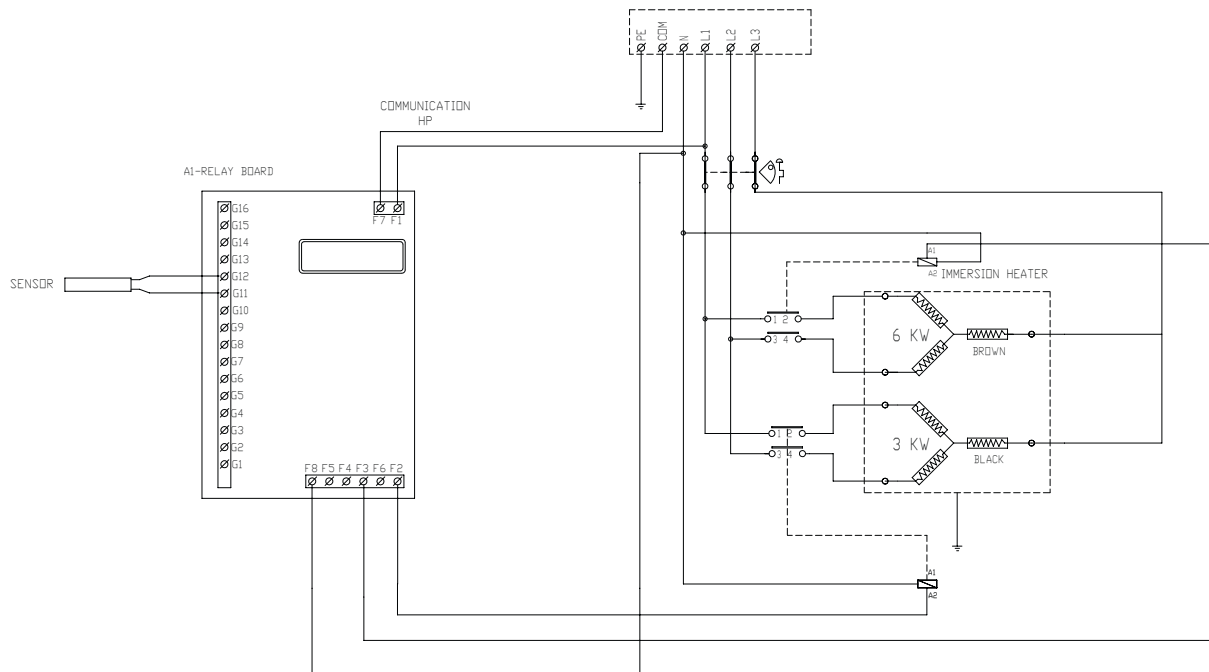 PE COM N L1 L2 L3
COMMUNICATION
HP
A1-RELAY BOARD
G16
F7 F1
G15
G14
G13
G12
SENSOR
G11
G10
G9
G8
G7
G6
G5
G4
G3
G2
G1
F8 F5 F4 F3 F6 F2
A1
A2 IMMERSION HEATER
1 2
3 4
6 KW
BROWN
1 2
3 4
3 KW
BLACK
A1
A2